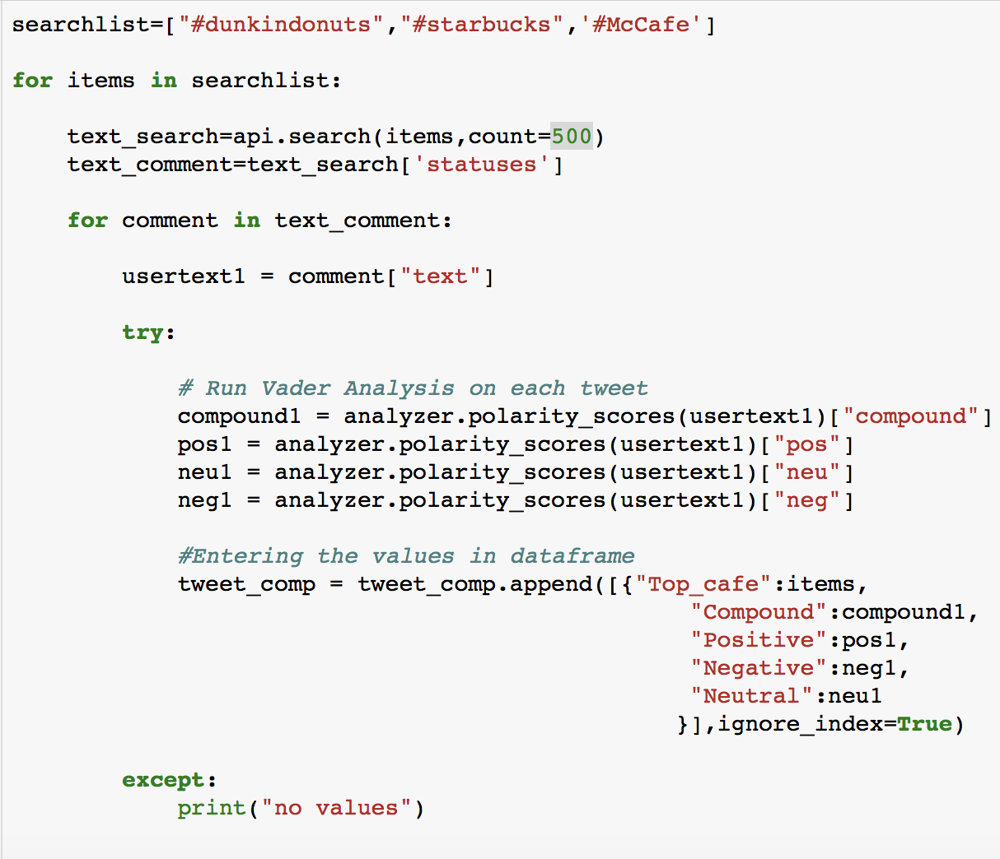 searchlist=["#dunkindonuts","#starbucks",'#McCafe']
for items in searchlist:
text_search=api.search(items,count=500)
text_comment=text_search['statuses']
for comment in text_comment:
usertext1 = comment["text"]
try:
# Run Vader Analysis on each tweet
compound1 = analyzer.polarity_scores(usertext1)["compound"]
pos1 = analyzer.polarity_scores(usertext1)["pos"]
neu1 = analyzer.polarity_scores(usertext1)["neu"]
neg1 = analyzer.polarity_scores(usertext1)["neg"]
#Entering the values in dataframe
tweet_comp = tweet_comp.append([{"Top_cafe":items,
"Compound":compound1,
"Positive":pos1,
"Negative":neg1,
"Neutral":neu1
}],ignore_index=True)
except:
print("no values")